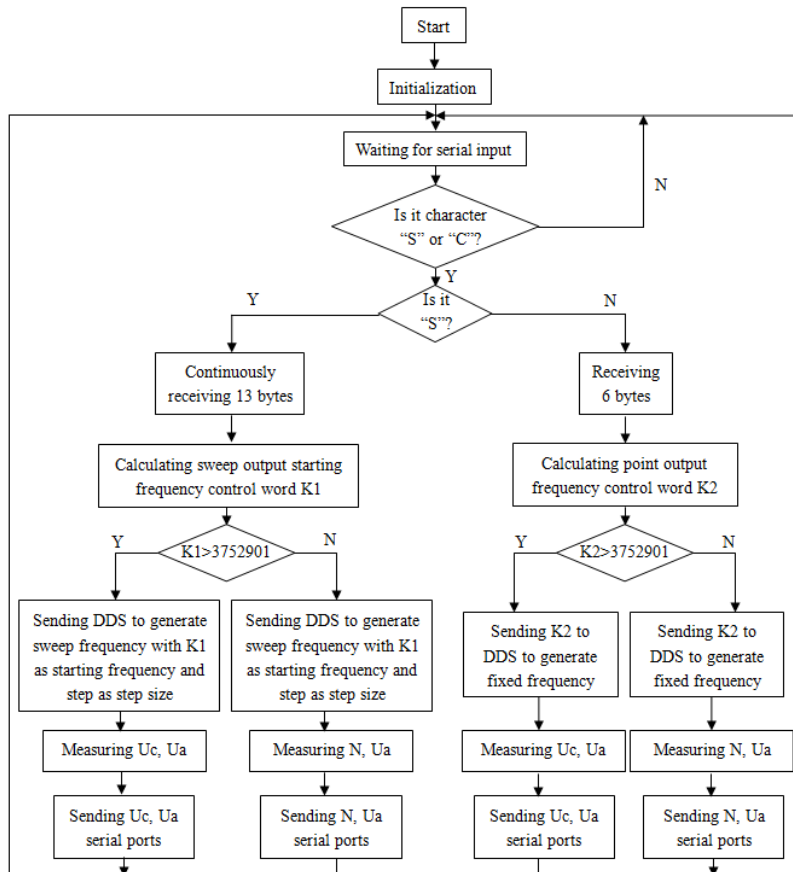 Start
Initialization
Waiting for serial input
N
Is it character
“S” or “C”?
Y
Y
Is it
“S”?
N
Continuously
receiving 13 bytes
Receiving
6 bytes
Calculating sweep output starting
frequency control word K1
Calculating point output
frequency control word K2
Y
K1>3752901
N
Y
K2>3752901
N
Sending DDS to generate
sweep frequency with K1
as starting frequency and
step as step size
Sending DDS to generate
sweep frequency with K1
as starting frequency and
step as step size
Sending K2 to
DDS to generate
fixed frequency
Sending K2 to
DDS to generate
fixed frequency
Measuring Uc, Ua
Measuring N, Ua
Measuring Uc, Ua
Measuring N, Ua
Sending Uc, Ua
serial ports
Sending N, Ua
serial ports
Sending Uc, Ua
serial ports
Sending N, Ua
serial ports